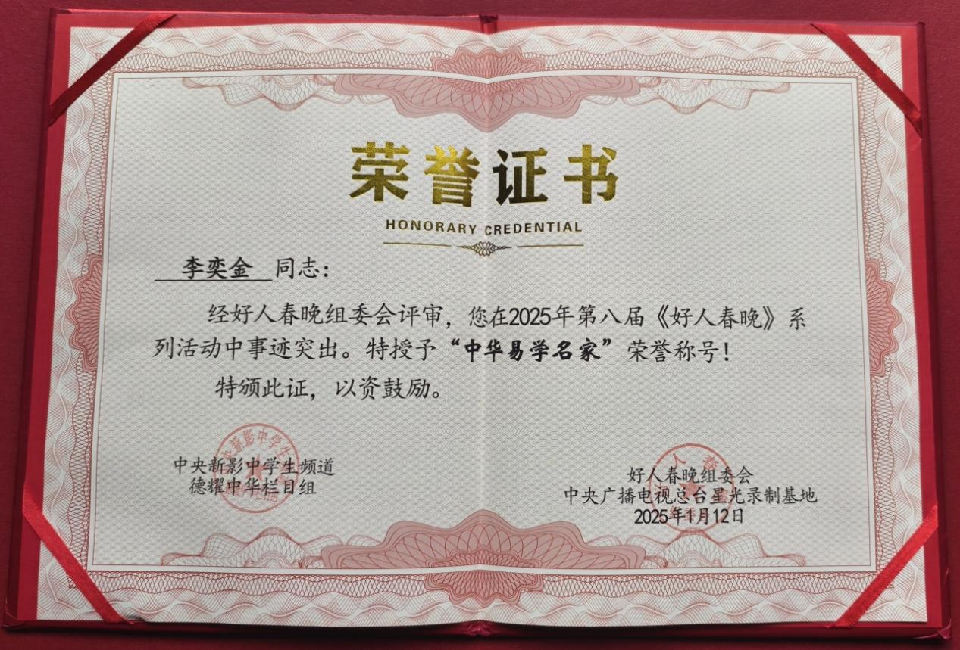 荣誉证书
HONORARY CREDENTIAL
李奕金 同志：
经好人春晚组委会评审，您在2025年第八届《好人春晚》系
列活动中事迹突出。特授予“中华易学名家”荣誉称号！
特颁此证，以资鼓励。
中央新影中学生频道
德耀中华栏目组
好人春晚组委会
中央广播电视总台星光录制基地
2025年1月12日